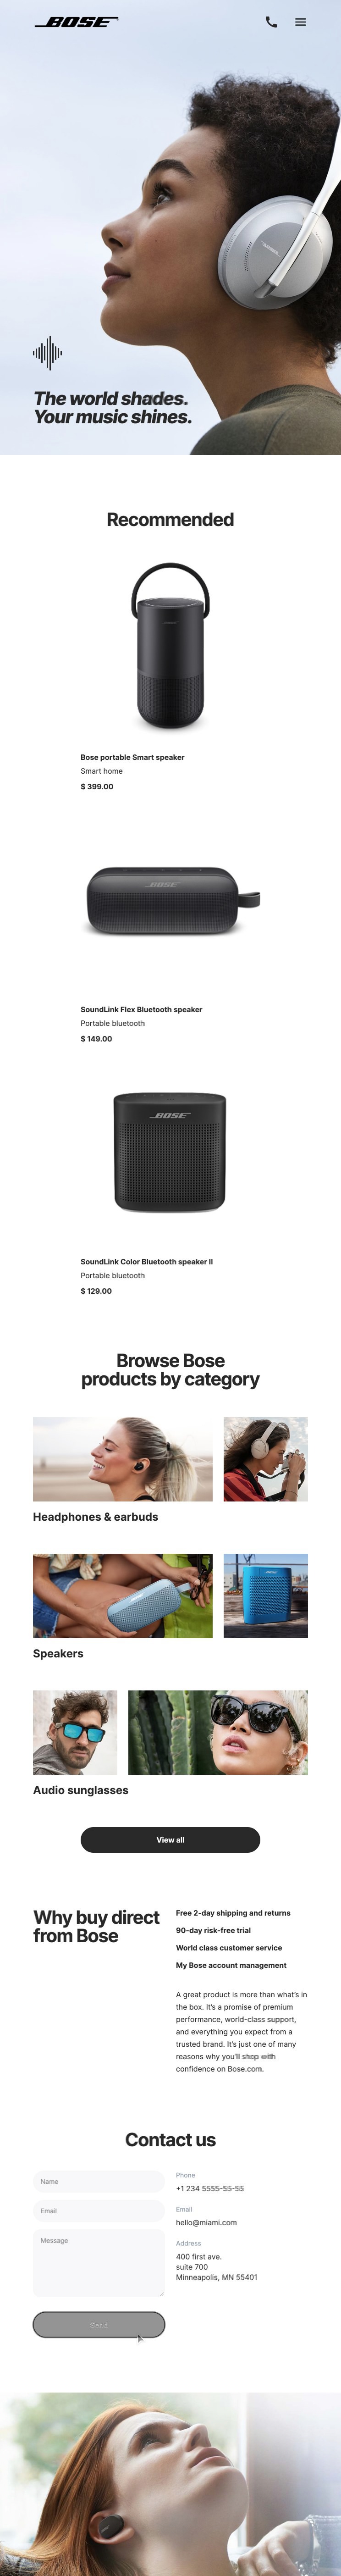 BOSE
The world shades.
Your music shines.
Recommended
Bose portable Smart speaker
Smart home
$ 399.00
BOSE
SoundLink Flex Bluetooth speaker
Portable bluetooth
$ 149.00
BOSE
SoundLink Color Bluetooth speaker II
Portable bluetooth
$ 129.00
Browse Bose
products by category
Headphones & earbuds
Speakers
Audio sunglasses
View all
Why buy direct
from Bose
Free 2-day shipping and returns
90-day risk-free trial
World class customer service
My Bose account management
A great product is more than what's in
the box. It's a promise of premium
performance, world-class support,
and everything you expect from a
trusted brand. It's just one of many
reasons why you'll shop with
confidence on Bose.com.
Contact us
Name
Email
Message
Send
Phone
+1 234 5555-55-55
Email
hello@miami.com
Address
400 first ave.
suite 700
Minneapolis, MN 55401